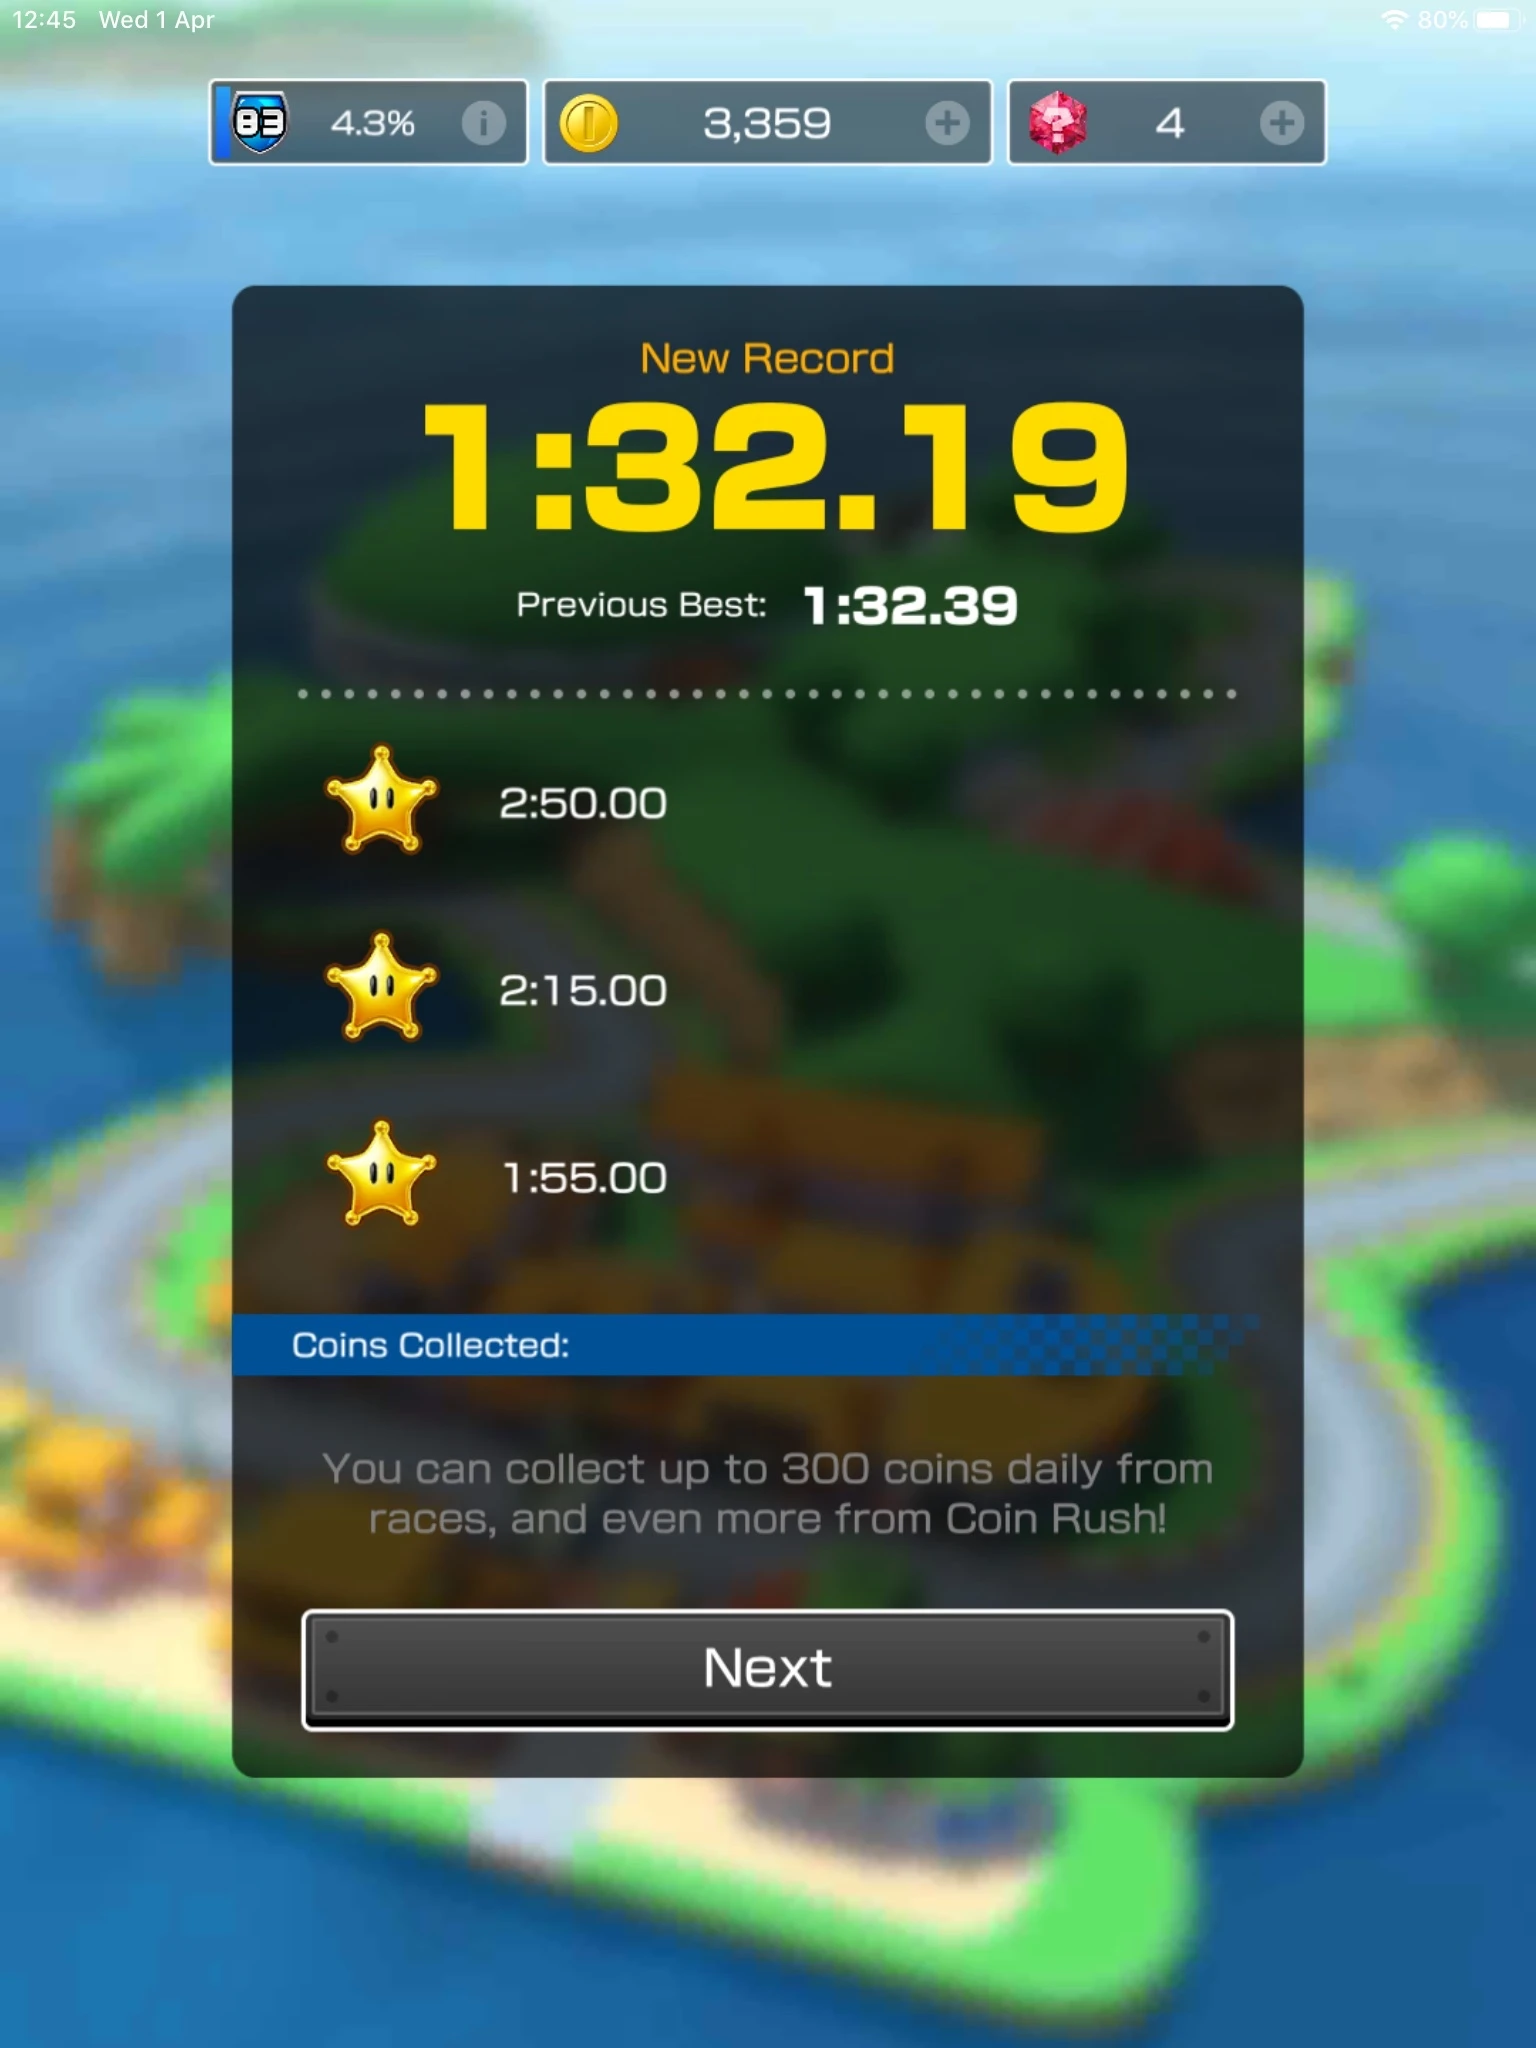 12:45 Wed 1 Apr 80%
83 4.3% i 3,359 + ? 4 +
New Record
1:32.19
Previous Best: 1:32.39
2:50.00
2:15.00
1:55.00
Coins Collected:
You can collect up to 300 coins daily from
races, and even more from Coin Rush!
Next